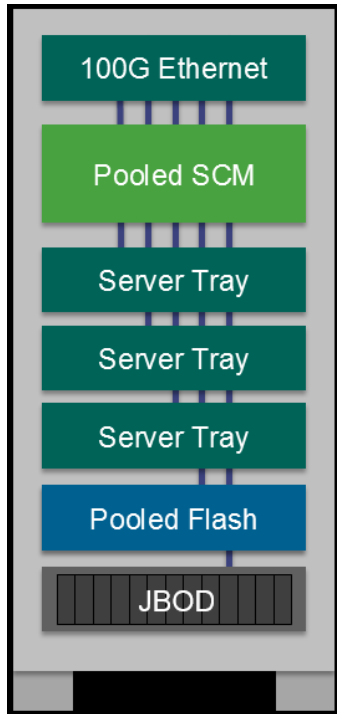 100G Ethernet
Pooled SCM
Server Tray
Server Tray
Server Tray
Pooled Flash
JBOD